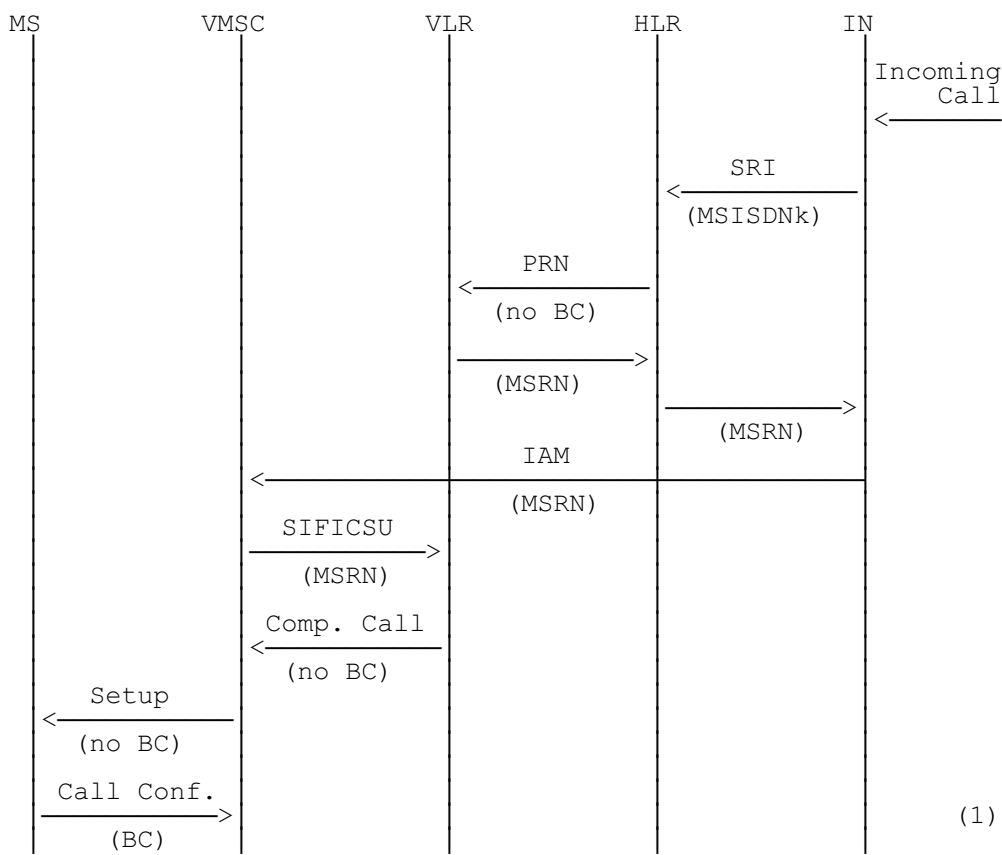 MS VMSC VLR HLR IN
Incoming
Call
SRI
(MSISDNk)
PRN
(no BC)
(MSRN)
(MSRN)
IAM
(MSRN)
SIFICSU
(MSRN)
Comp. Call
(no BC)
Setup
(no BC)
Call Conf.
(BC)
(1)